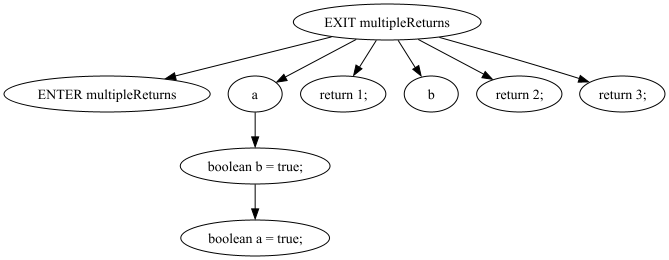 EXIT multipleReturns
ENTER multipleReturns
a
return 1;
b
return 2;
return 3;
boolean b = true;
boolean a = true;